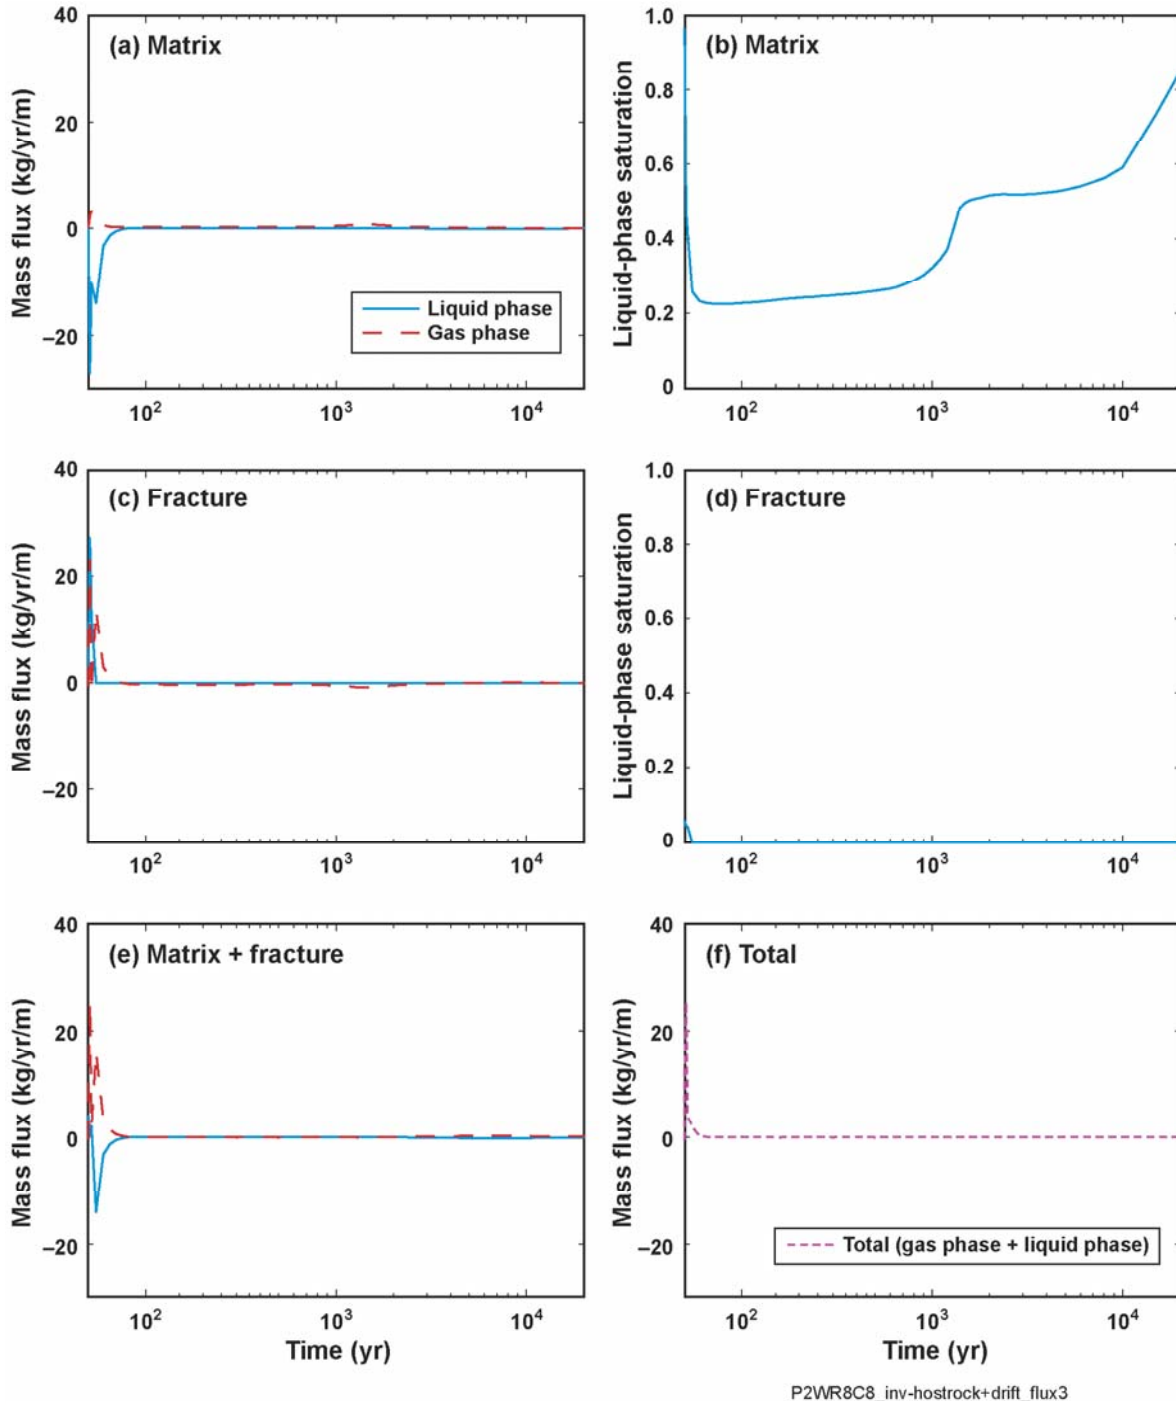 (a) Matrix
Mass flux (kg/yr/m)
40
20
0
–20
10²
10³
10⁴
Liquid phase
Gas phase
(b) Matrix
Liquid-phase saturation
1.0
0.8
0.6
0.4
0.2
0
10²
10³
10⁴
(c) Fracture
Mass flux (kg/yr/m)
40
20
0
–20
10²
10³
10⁴
(d) Fracture
Liquid-phase saturation
1.0
0.8
0.6
0.4
0.2
0
10²
10³
10⁴
(e) Matrix + fracture
Mass flux (kg/yr/m)
40
20
0
–20
10²
10³
10⁴
Time (yr)
(f) Total
Mass flux (kg/yr/m)
40
20
0
–20
Total (gas phase + liquid phase)
10²
10³
10⁴
Time (yr)
P2WR8C8_inv-hostrock+drift_flux3